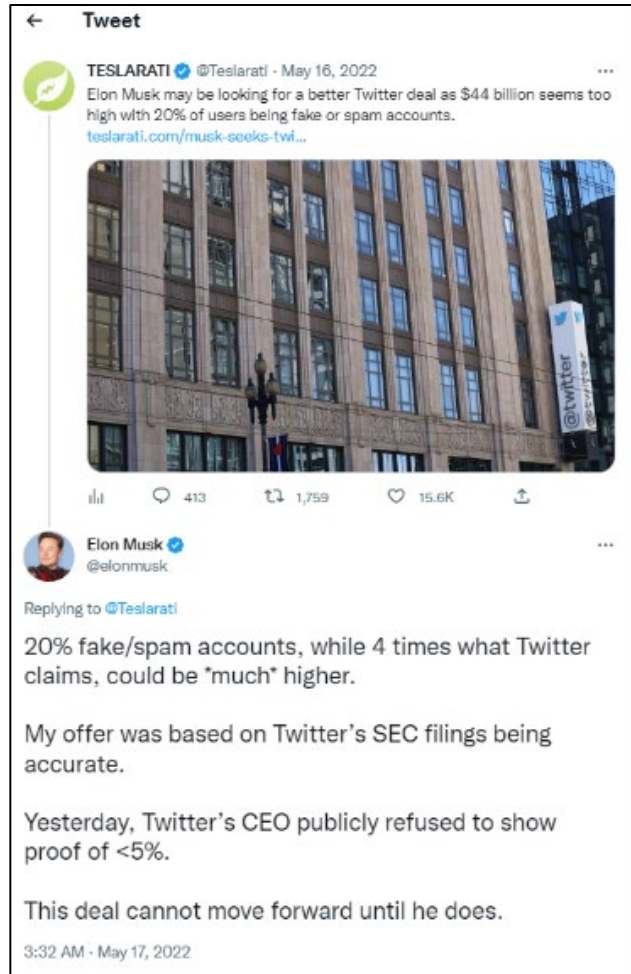 Tweet
TESLARATI @Teslarati · May 16, 2022
Elon Musk may be looking for a better Twitter deal as $44 billion seems too
high with 20% of users being fake or spam accounts.
teslarati.com/musk-seeks-twi...
@twitter
@twitter
413 1,759 15.6K
Elon Musk
@elonmusk
Replying to @Teslarati
20% fake/spam accounts, while 4 times what Twitter
claims, could be *much* higher.
My offer was based on Twitter's SEC filings being
accurate.
Yesterday, Twitter's CEO publicly refused to show
proof of <5%.
This deal cannot move forward until he does.
3:32 AM · May 17, 2022